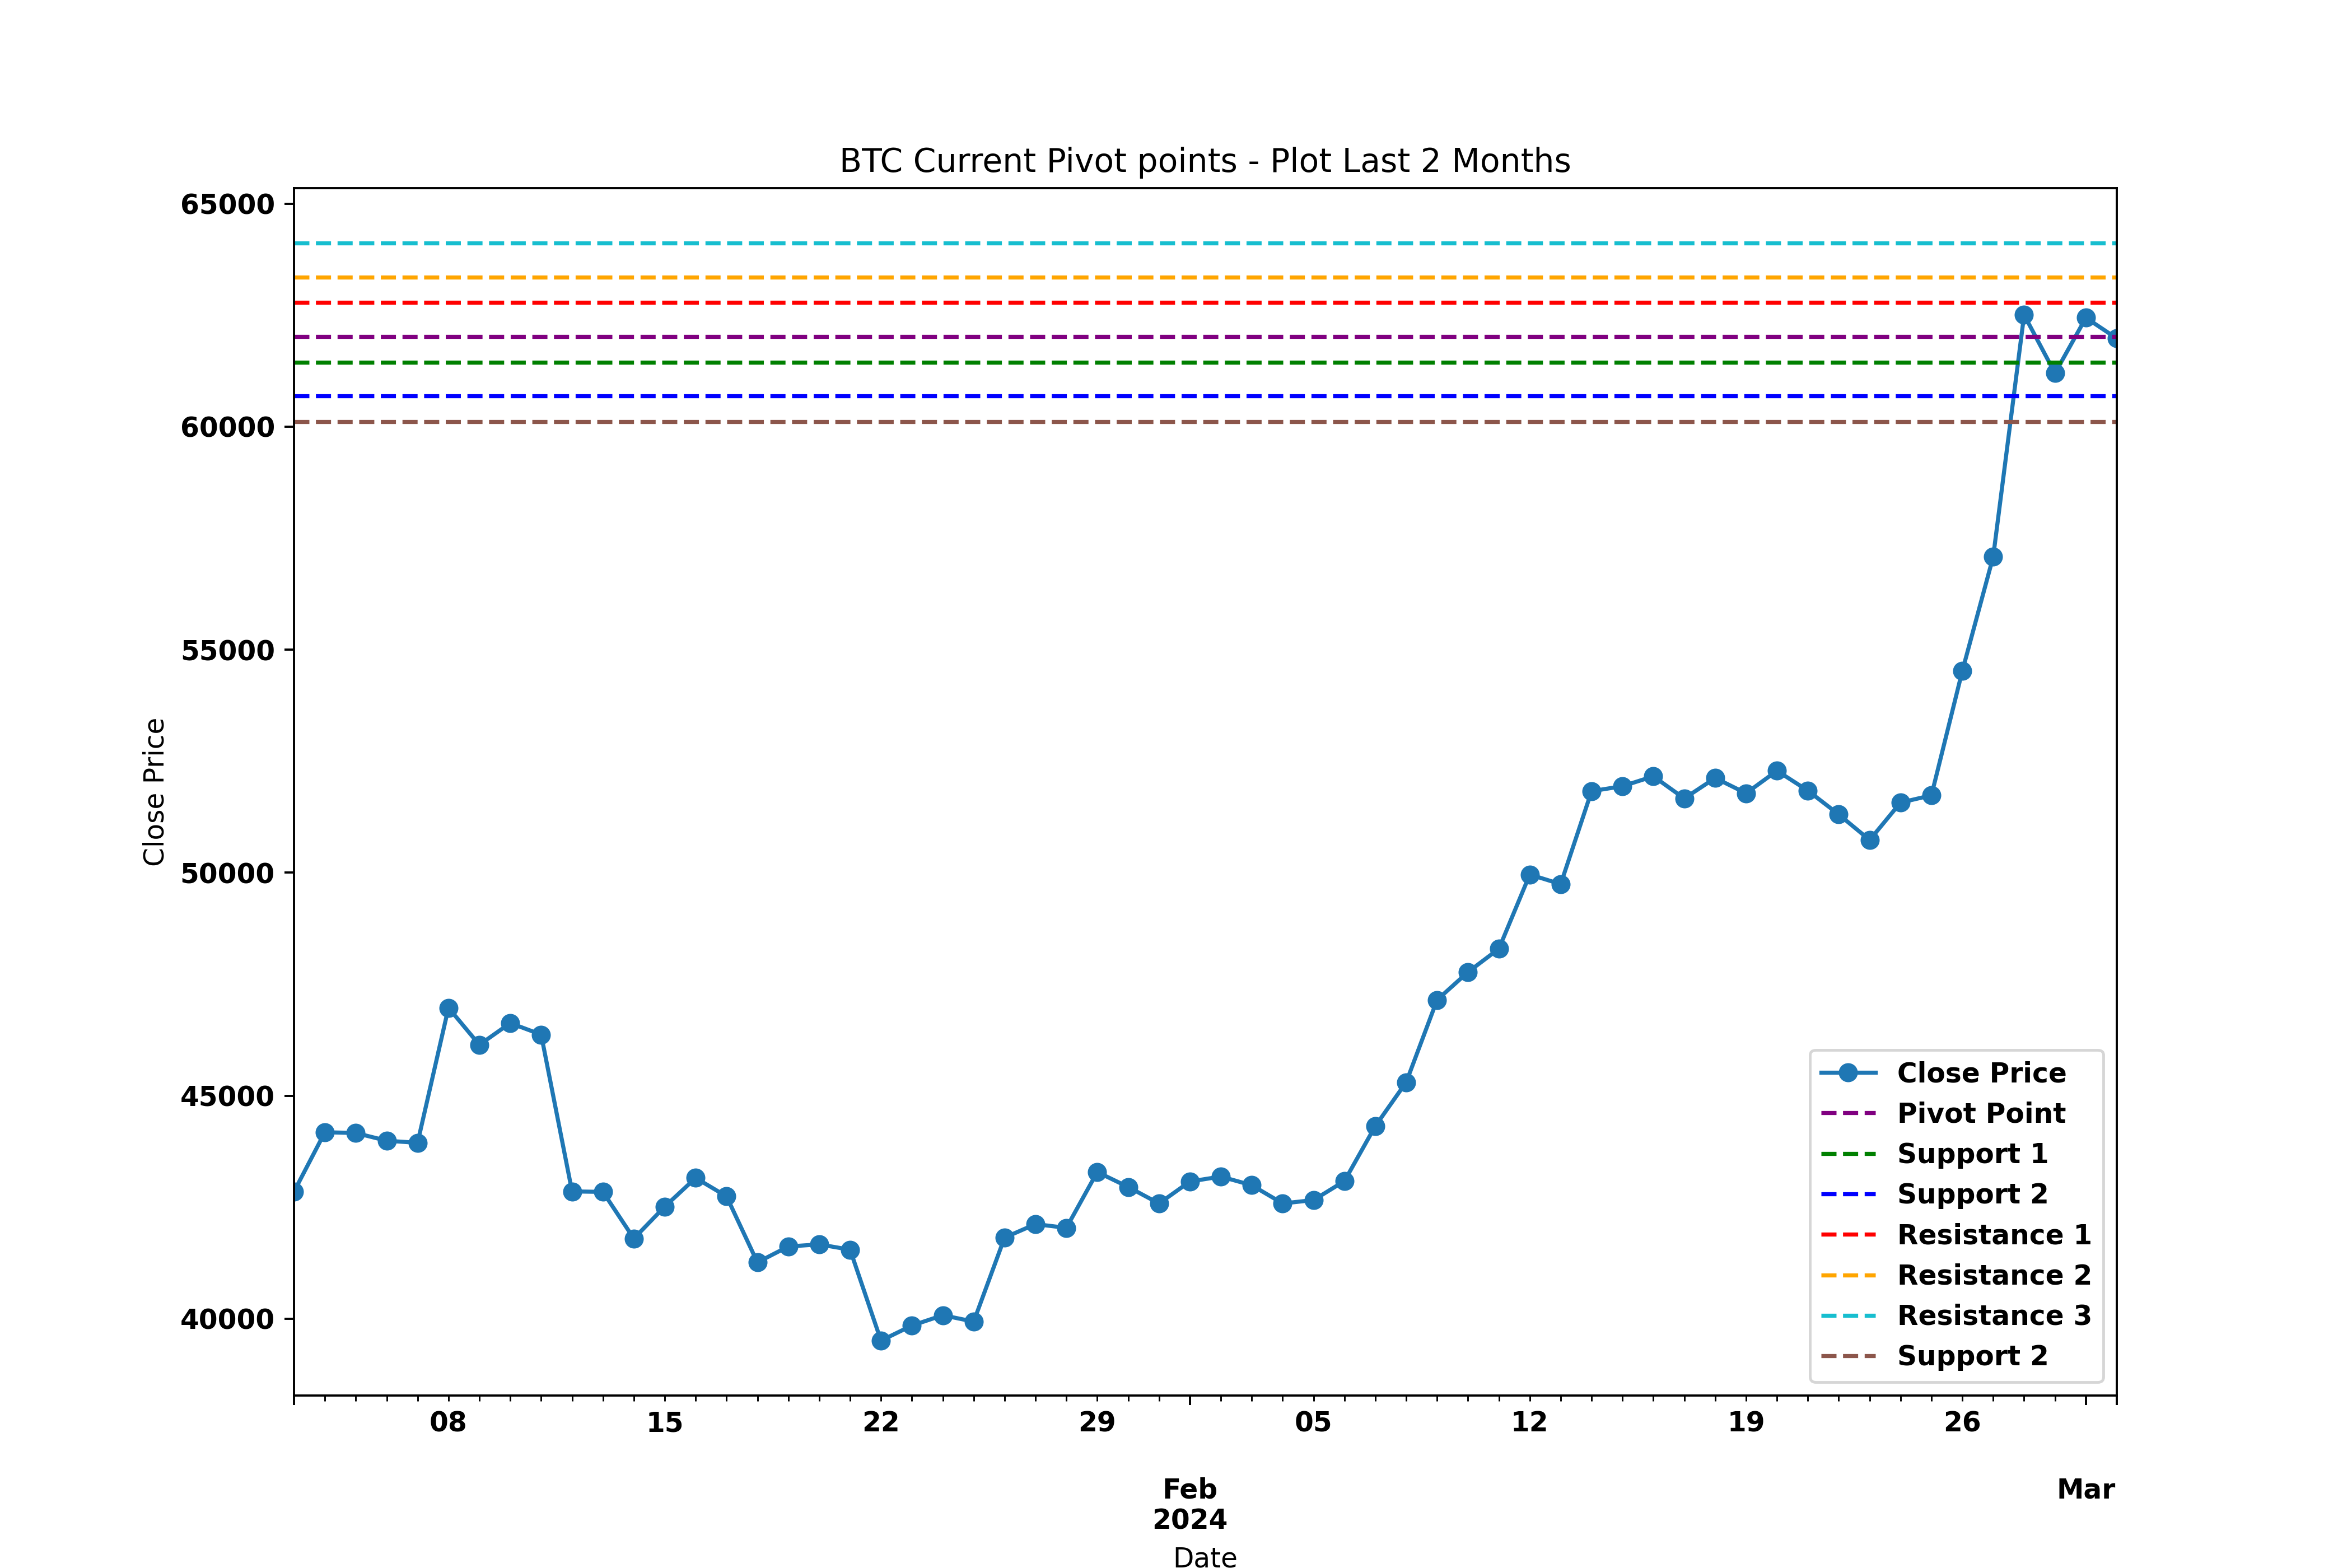 BTC Current Pivot points - Plot Last 2 Months
65000
60000
55000
50000
45000
40000
Close Price
Close Price
Pivot Point
Support 1
Support 2
Resistance 1
Resistance 2
Resistance 3
Support 2
08 15 22 29 05 12 19 26
Feb Mar
2024
Date